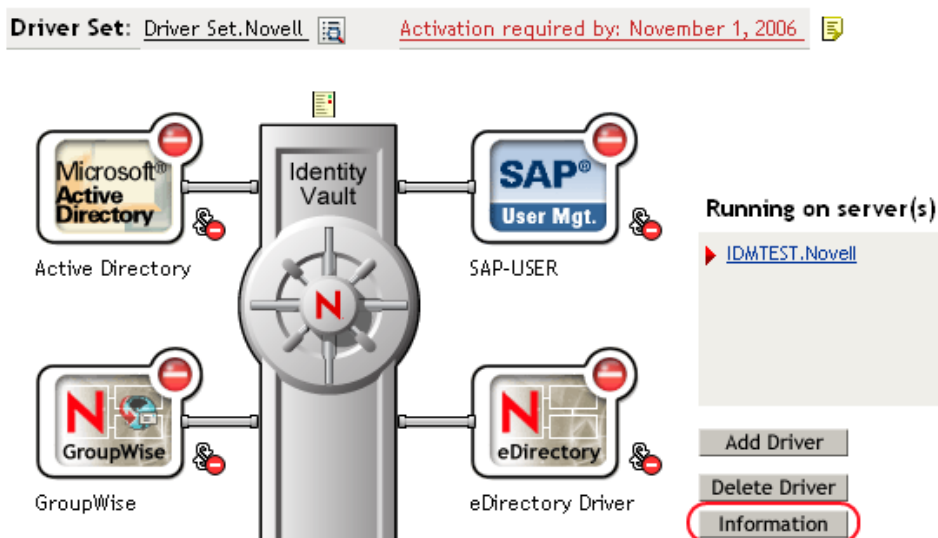 Driver Set: Driver Set.Novell Activation required by: November 1, 2006
Microsoft®
Active
Directory
Active Directory
Identity
Vault
N
SAP®
User Mgt.
SAP-USER
Running on server(s)
IDMTEST.Novell
N
GroupWise
GroupWise
N
eDirectory
eDirectory Driver
Add Driver
Delete Driver
Information